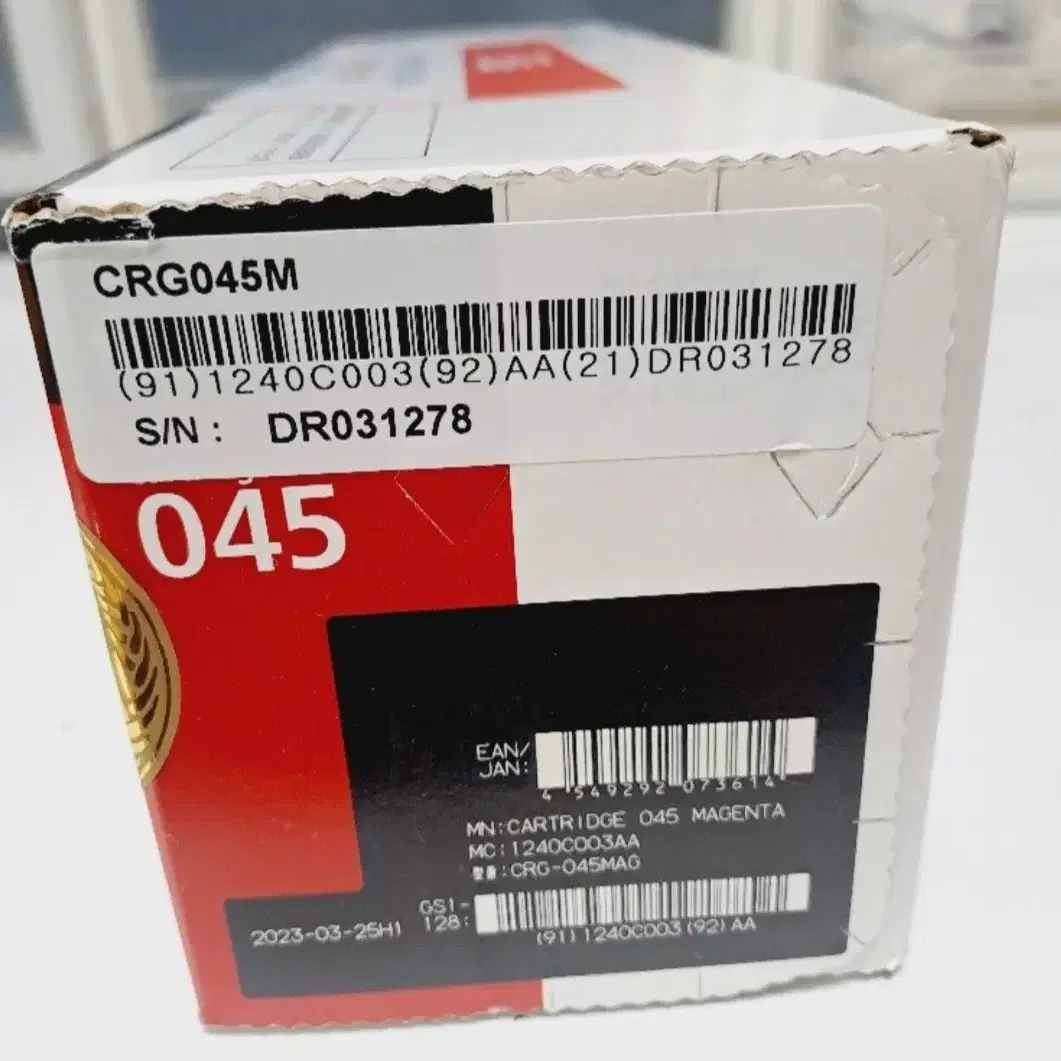 CRG045M
(91)1240C003(92)AA(21)DR031278
S/N : DR031278
045
EAN/
JAN:
4 549292 073614
MN:CARTRIDGE 045 MAGENTA
MC:1240C003AA
:CRG-045MAG
GS1-
128:
(91)1240C003(92)AA
2023-03-25H1